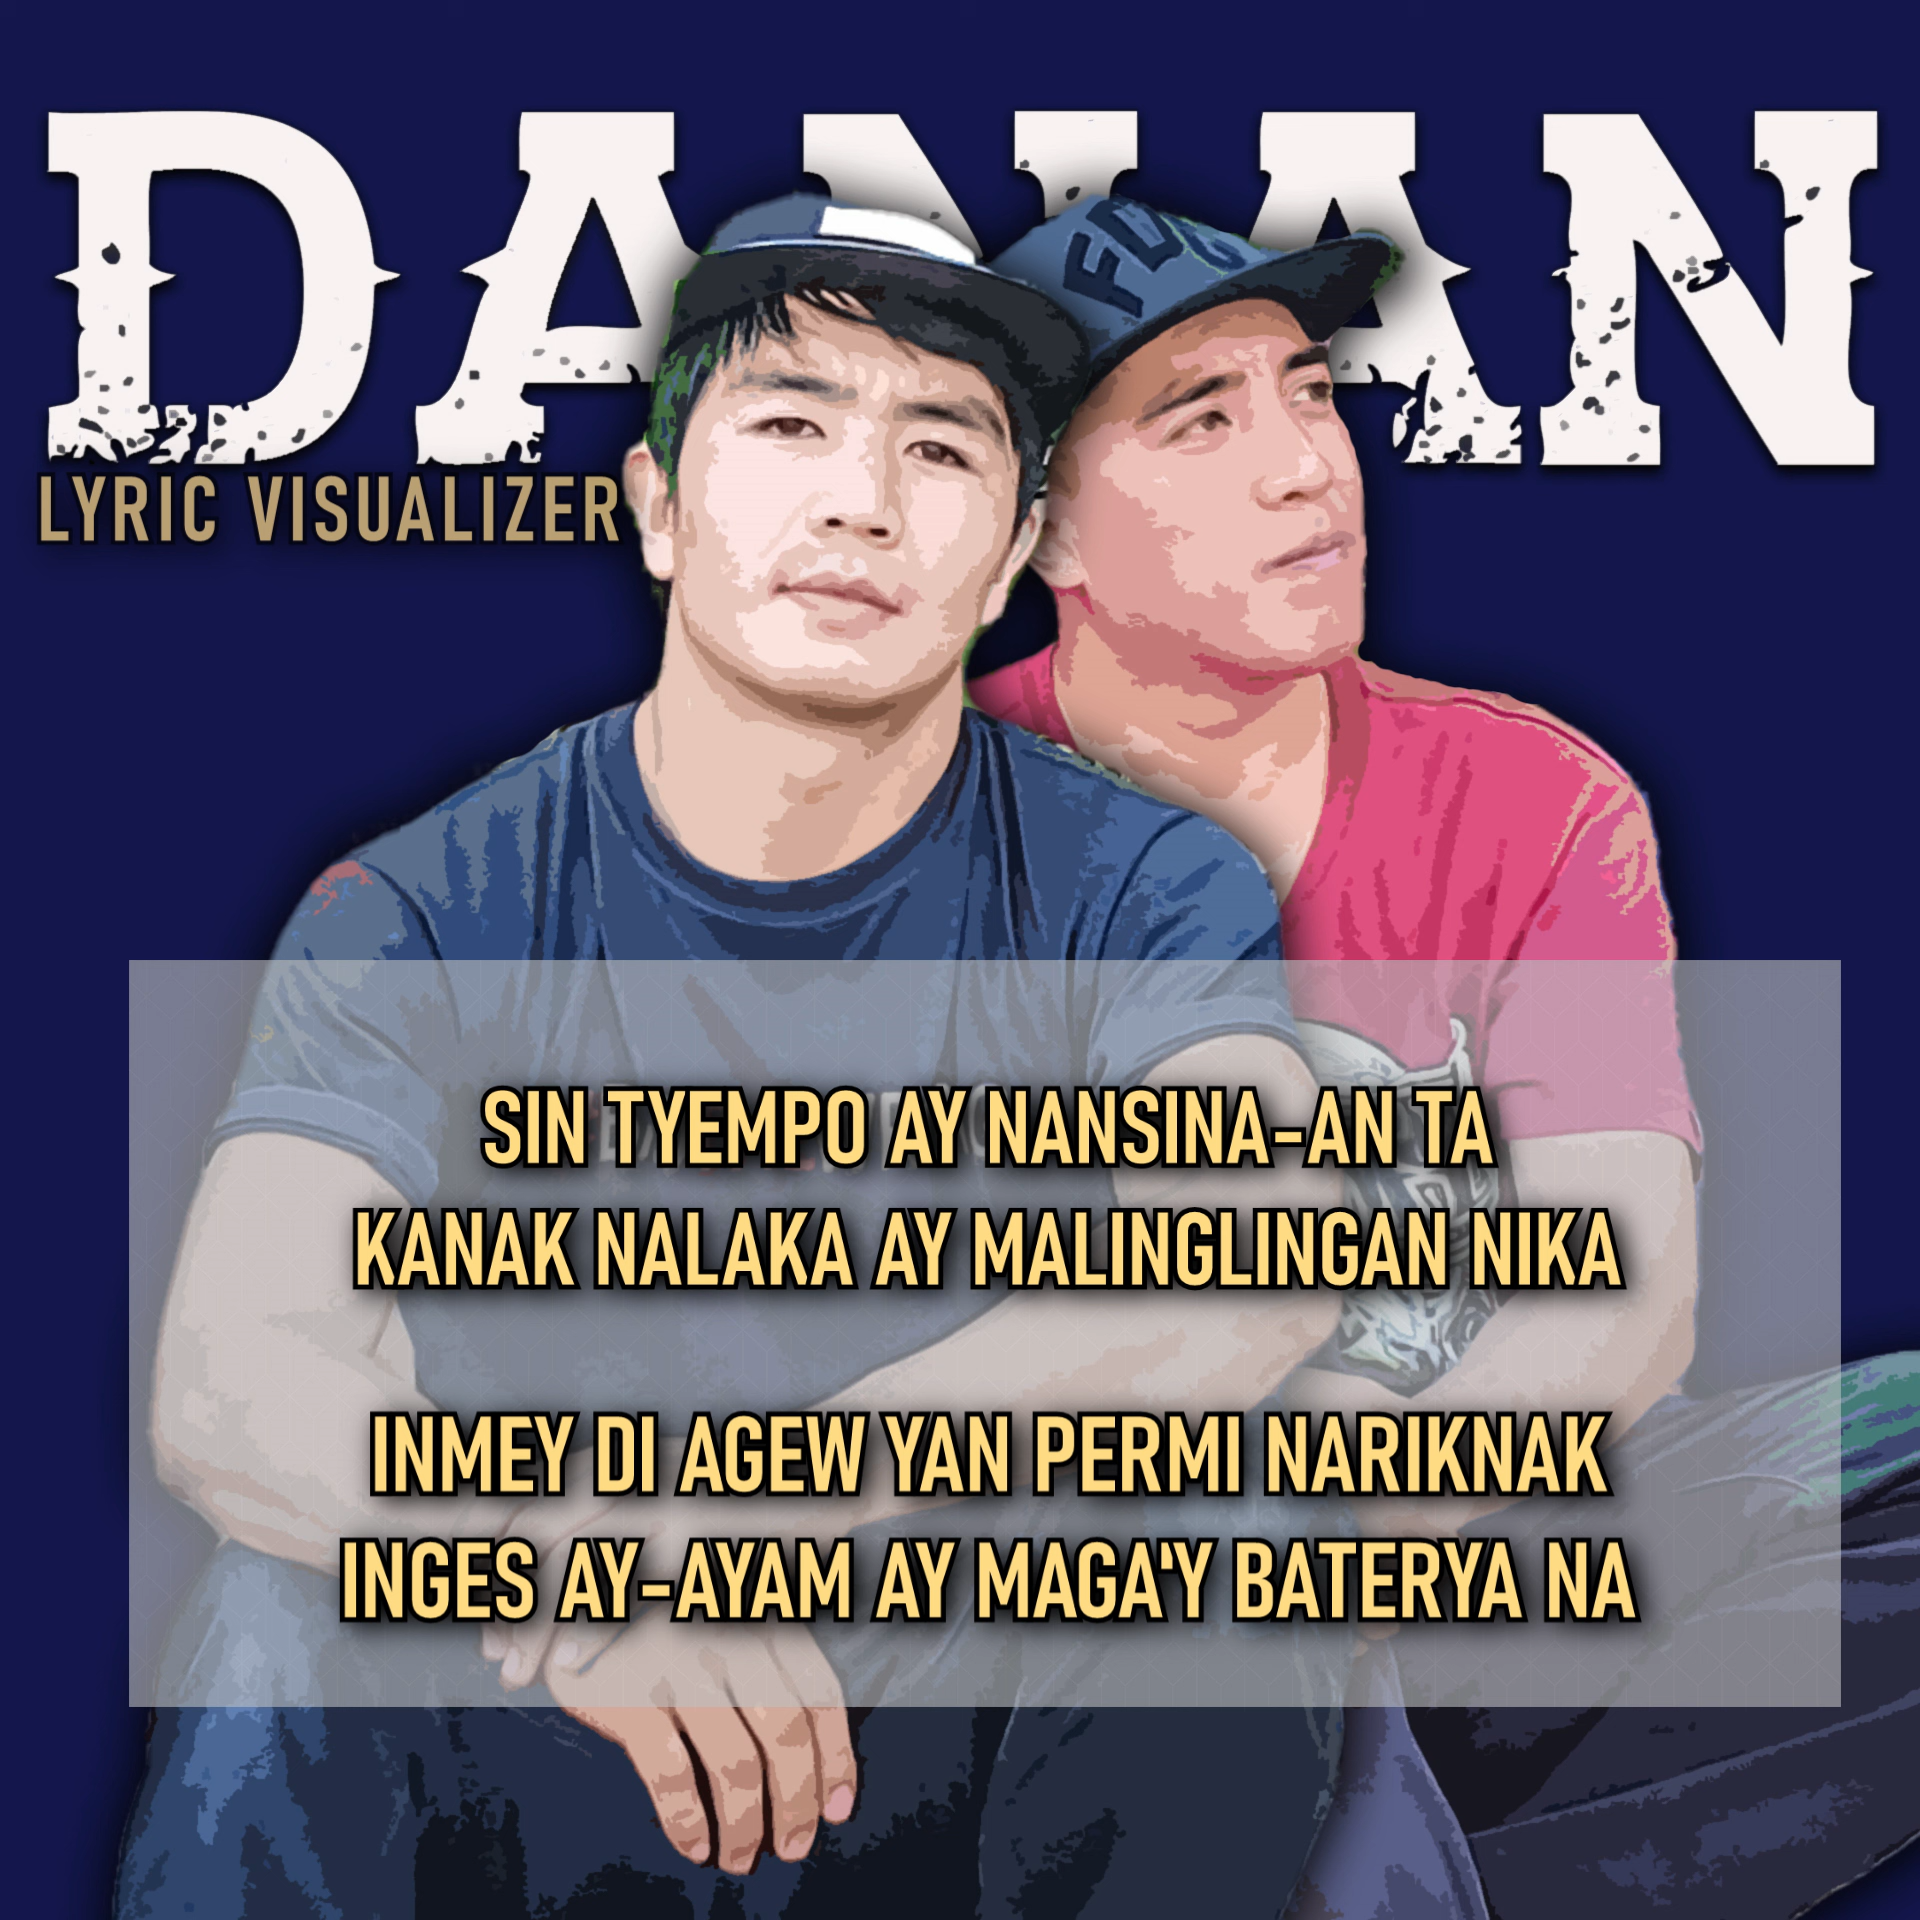 DANAN
LYRIC VISUALIZER
SIN TYEMPO AY NANSINA-AN TA
KANAK NALAKA AY MALINGLINGAN NIKA
INMEY DI AGEW YAN PERMI NARIKNAK
INGES AY-AYAM AY MAGA'Y BATERYA NA